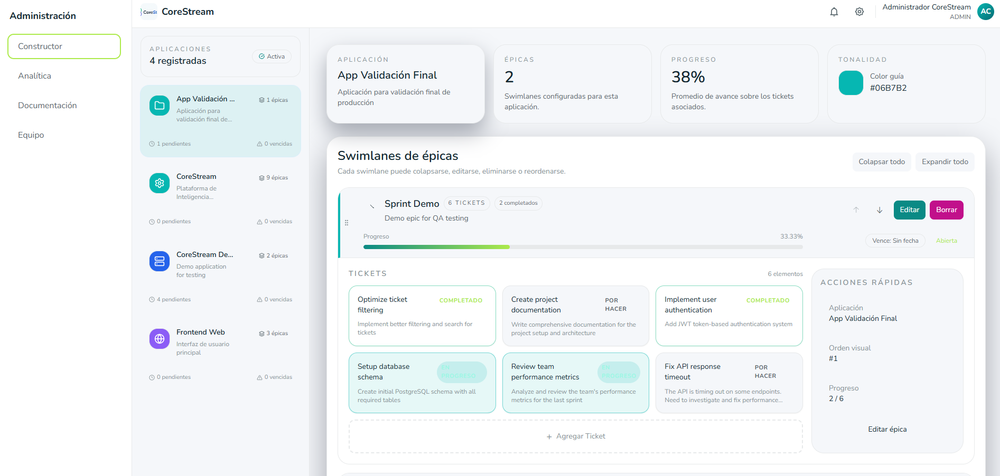 Administración
Constructor
Analítica
Documentación
Equipo
CoreSt
CoreStream
Administrador CoreStream
ADMIN
AC
APLICACIONES
4 registradas
Activa
App Validación ...
1 épicas
Aplicación para
validación final de...
1 pendientes
0 vencidas
CoreStream
9 épicas
Plataforma de
Inteligencia...
0 pendientes
0 vencidas
CoreStream De...
2 épicas
Demo application
for testing
4 pendientes
0 vencidas
Frontend Web
3 épicas
Interfaz de usuario
principal
0 pendientes
0 vencidas
APLICACIÓN
App Validación Final
Aplicación para validación final de
producción
ÉPICAS
2
Swimlanes configuradas para esta
aplicación.
PROGRESO
38%
Promedio de avance sobre los tickets
asociados.
TONALIDAD
Color guía
#06B7B2
Swimlanes de épicas
Cada swimlane puede colapsarse, editarse, eliminarse o reordenarse.
Colapsar todo
Expandir todo
Sprint Demo
6 TICKETS
2 completados
Demo epic for QA testing
Editar
Borrar
Progreso
33.33%
Vence: Sin fecha
Abierta
TICKETS
6 elementos
Optimize ticket
filtering
COMPLETADO
Implement better filtering and search for
tickets
Create project
documentation
POR
HACER
Write comprehensive documentation for the
project setup and architecture
Implement user
authentication
COMPLETADO
Add JWT token-based authentication system
Setup database
schema
EN
PROGRESO
Create initial PostgreSQL schema with all
required tables
Review team
performance metrics
EN
PROGRESO
Analyze and review the team's performance
metrics for the last sprint
Fix API response
timeout
POR
HACER
The API is timing out on some endpoints.
Need to investigate and fix performance...
+ Agregar Ticket
ACCIONES RÁPIDAS
Aplicación
App Validación Final
Orden visual
#1
Progreso
2 / 6
Editar épica